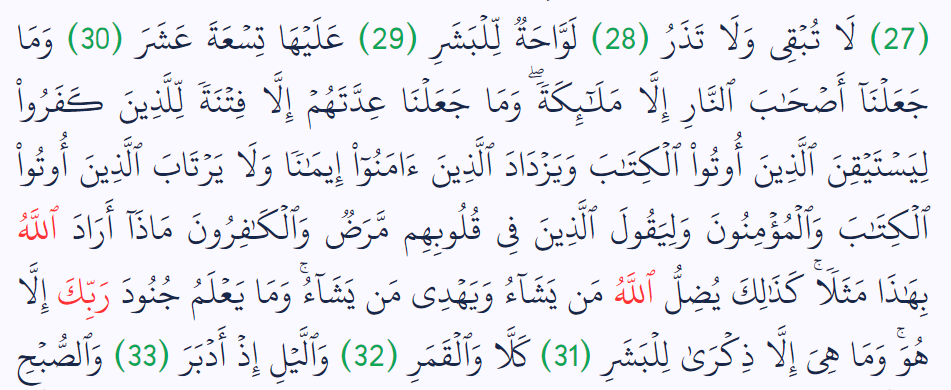 (27) لَا تُبۡقِى وَلَا تَذَرُ (28) لَوَّاحَةٌ لِّلۡبَشَرِ (29) عَلَيۡهَا تِسۡعَةَ عَشَرَ (30) وَمَا
جَعَلۡنَآ أَصۡحَٰبَ ٱلنَّارِ إِلَّا مَلَٰٓئِكَةً‌ۖ وَمَا جَعَلۡنَا عِدَّتَهُمۡ إِلَّا فِتۡنَةً لِّلَّذِينَ كَفَرُواْ
لِيَسۡتَيۡقِنَ ٱلَّذِينَ أُوتُواْ ٱلۡكِتَٰبَ وَيَزۡدَادَ ٱلَّذِينَ ءَامَنُوٓاْ إِيمَٰنًا‌ وَلَا يَرۡتَابَ ٱلَّذِينَ أُوتُواْ
ٱلۡكِتَٰبَ وَٱلۡمُؤۡمِنُونَ‌ وَلِيَقُولَ ٱلَّذِينَ فِى قُلُوبِهِم مَّرَضٌ وَٱلۡكَٰفِرُونَ مَاذَآ أَرَادَ ٱللَّهُ
بِهَٰذَا مَثَلاً‌ۚ كَذَٲلِكَ يُضِلُّ ٱللَّهُ مَن يَشَآءُ وَيَہۡدِى مَن يَشَآءُ‌ۚ وَمَا يَعۡلَمُ جُنُودَ رَبِّكَ إِلَّا
هُوَ‌ۚ وَمَا هِىَ إِلَّا ذِكۡرَىٰ لِلۡبَشَرِ (31) كَلَّا وَٱلۡقَمَرِ (32) وَٱلَّيۡلِ إِذۡ أَدۡبَرَ (33) وَٱلصُّبۡحِ